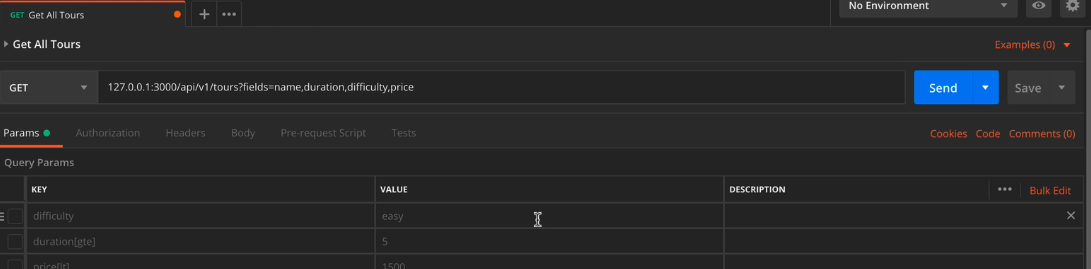 GET Get All Tours
No Environment
Get All Tours
Examples (0)
GET 127.0.0.1:3000/api/v1/tours?fields=name,duration,difficulty,price Send Save
Params Authorization Headers Body Pre-request Script Tests Cookies Code Comments (0)
Query Params
KEY VALUE DESCRIPTION Bulk Edit
difficulty easy
duration[gte] 5
price[lt] 1500